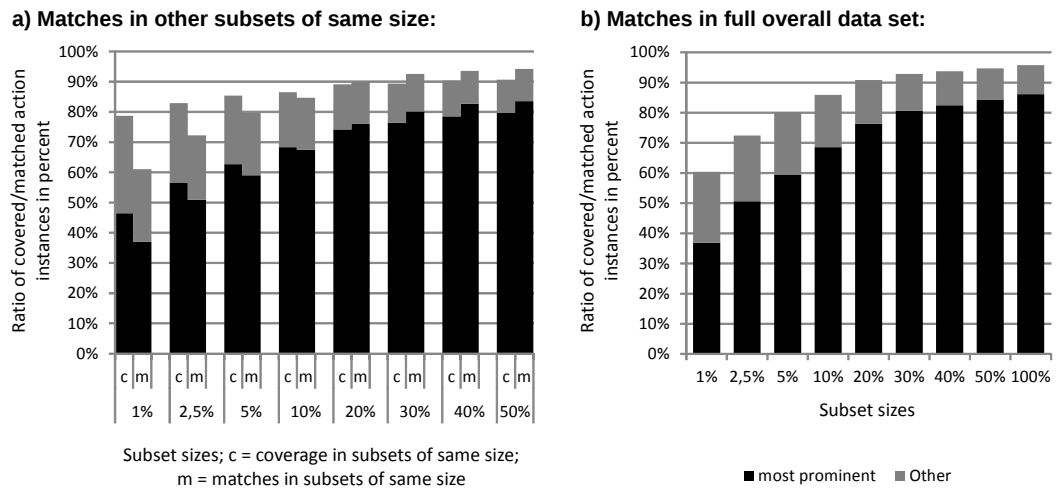 a) Matches in other subsets of same size:
Ratio of covered/matched action
instances in percent
100%
90%
80%
70%
60%
50%
40%
30%
20%
10%
0%
c m c m c m c m c m c m c m c m
1% 2,5% 5% 10% 20% 30% 40% 50%
Subset sizes; c = coverage in subsets of same size;
m = matches in subsets of same size
b) Matches in full overall data set:
Ratio of covered/matched action
instances in percent
100%
90%
80%
70%
60%
50%
40%
30%
20%
10%
0%
1% 2,5% 5% 10% 20% 30% 40% 50% 100%
Subset sizes
most prominent Other